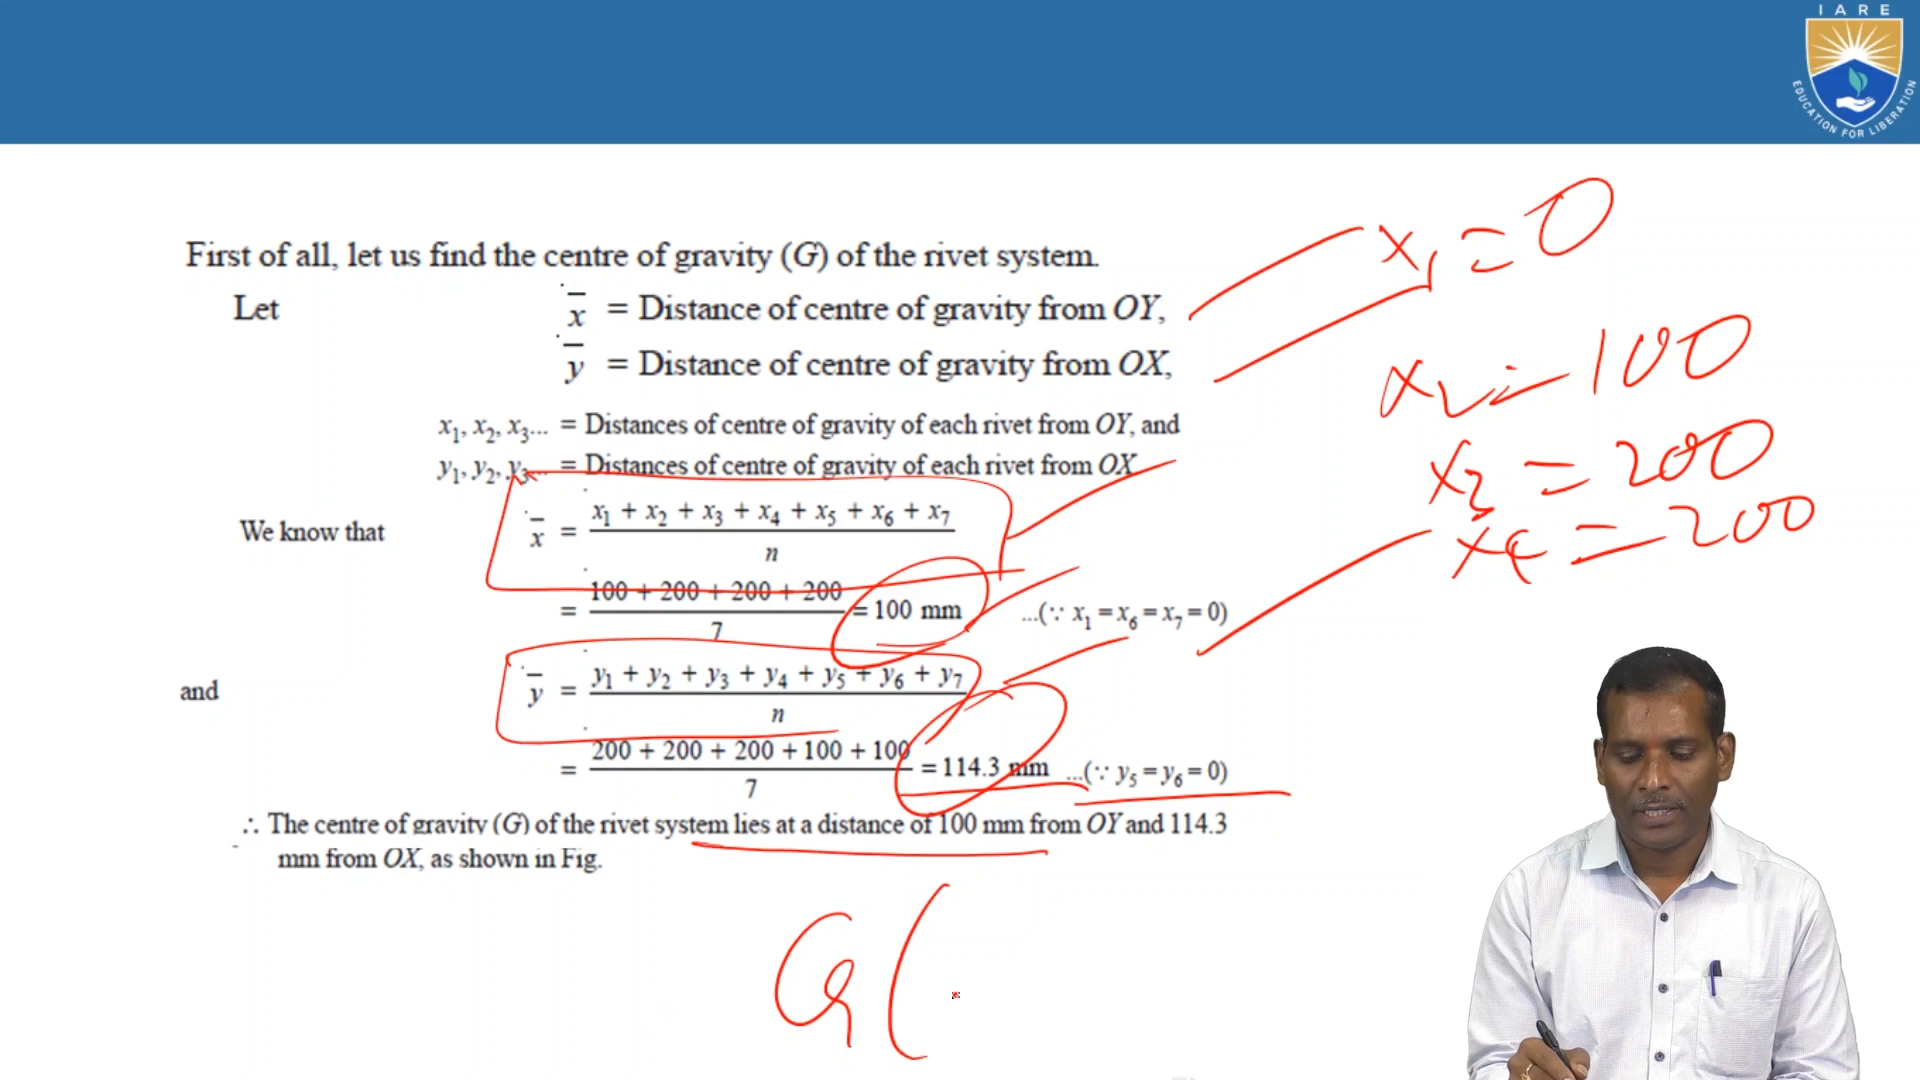 IARE
EDUCATION FOR LIBERATION
First of all, let us find the centre of gravity (G) of the rivet system.
Let x̄ = Distance of centre of gravity from OY,
ȳ = Distance of centre of gravity from OX,
x₁, x₂, x₃... = Distances of centre of gravity of each rivet from OY, and
y₁, y₂, y₃... = Distances of centre of gravity of each rivet from OX
We know that x̄ = (x₁ + x₂ + x₃ + x₄ + x₅ + x₆ + x₇) / n
= (100 + 200 + 200 + 200) / 7 = 100 mm ...(∵ x₁ = x₆ = x₇ = 0)
and ȳ = (y₁ + y₂ + y₃ + y₄ + y₅ + y₆ + y₇) / n
= (200 + 200 + 200 + 100 + 100) / 7 = 114.3 mm ...(∵ y₅ = y₆ = 0)
∴ The centre of gravity (G) of the rivet system lies at a distance of 100 mm from OY and 114.3
mm from OX, as shown in Fig.
x₁ = 0
x₂ = 100
x₃ = 200
x₄ = 200
G (